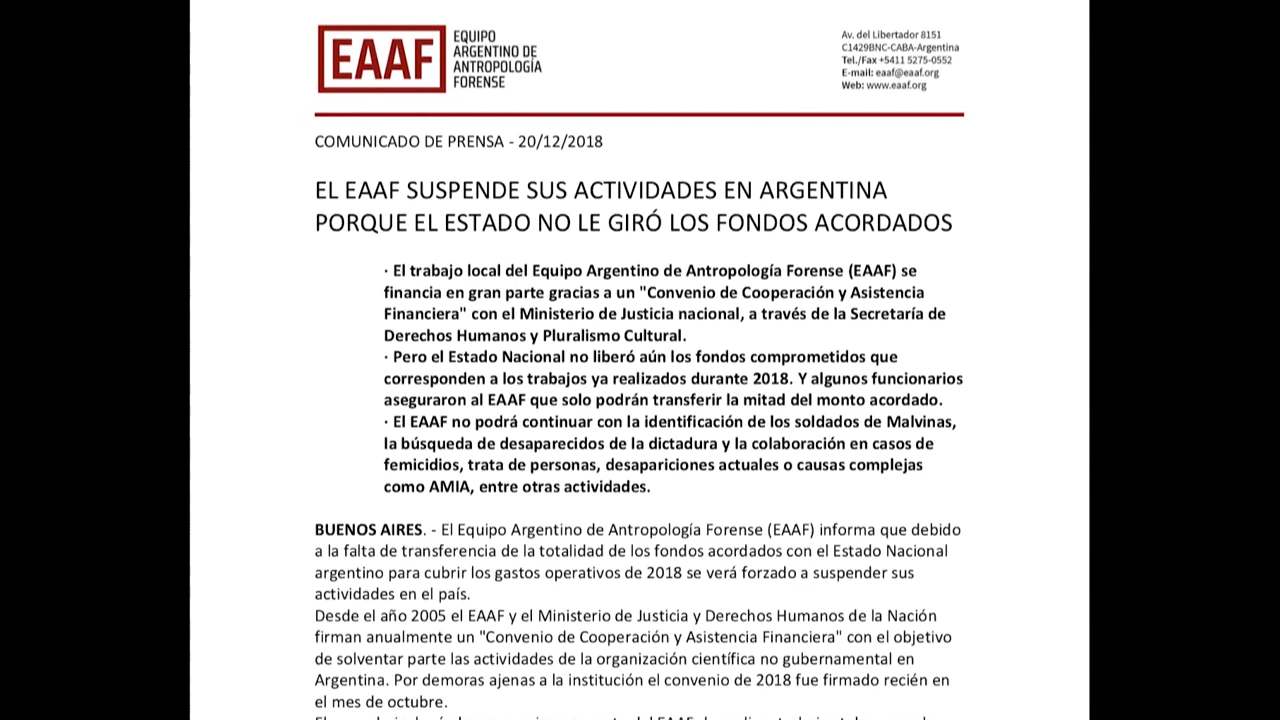 EAAF
EQUIPO
ARGENTINO DE
ANTROPOLOGÍA
FORENSE
Av. del Libertador 8151
C1429BNC-CABA-Argentina
Tel./Fax +5411 5275-0552
E-mail: eaaf@eaaf.org
Web: www.eaaf.org
COMUNICADO DE PRENSA - 20/12/2018
EL EAAF SUSPENDE SUS ACTIVIDADES EN ARGENTINA
PORQUE EL ESTADO NO LE GIRÓ LOS FONDOS ACORDADOS
· El trabajo local del Equipo Argentino de Antropología Forense (EAAF) se
financia en gran parte gracias a un "Convenio de Cooperación y Asistencia
Financiera" con el Ministerio de Justicia nacional, a través de la Secretaría de
Derechos Humanos y Pluralismo Cultural.
· Pero el Estado Nacional no liberó aún los fondos comprometidos que
corresponden a los trabajos ya realizados durante 2018. Y algunos funcionarios
aseguraron al EAAF que solo podrán transferir la mitad del monto acordado.
· El EAAF no podrá continuar con la identificación de los soldados de Malvinas,
la búsqueda de desaparecidos de la dictadura y la colaboración en casos de
femicidios, trata de personas, desapariciones actuales o causas complejas
como AMIA, entre otras actividades.
BUENOS AIRES. - El Equipo Argentino de Antropología Forense (EAAF) informa que debido
a la falta de transferencia de la totalidad de los fondos acordados con el Estado Nacional
argentino para cubrir los gastos operativos de 2018 se verá forzado a suspender sus
actividades en el país.
Desde el año 2005 el EAAF y el Ministerio de Justicia y Derechos Humanos de la Nación
firman anualmente un "Convenio de Cooperación y Asistencia Financiera" con el objetivo
de solventar parte las actividades de la organización científica no gubernamental en
Argentina. Por demoras ajenas a la institución el convenio de 2018 fue firmado recién en
el mes de octubre.